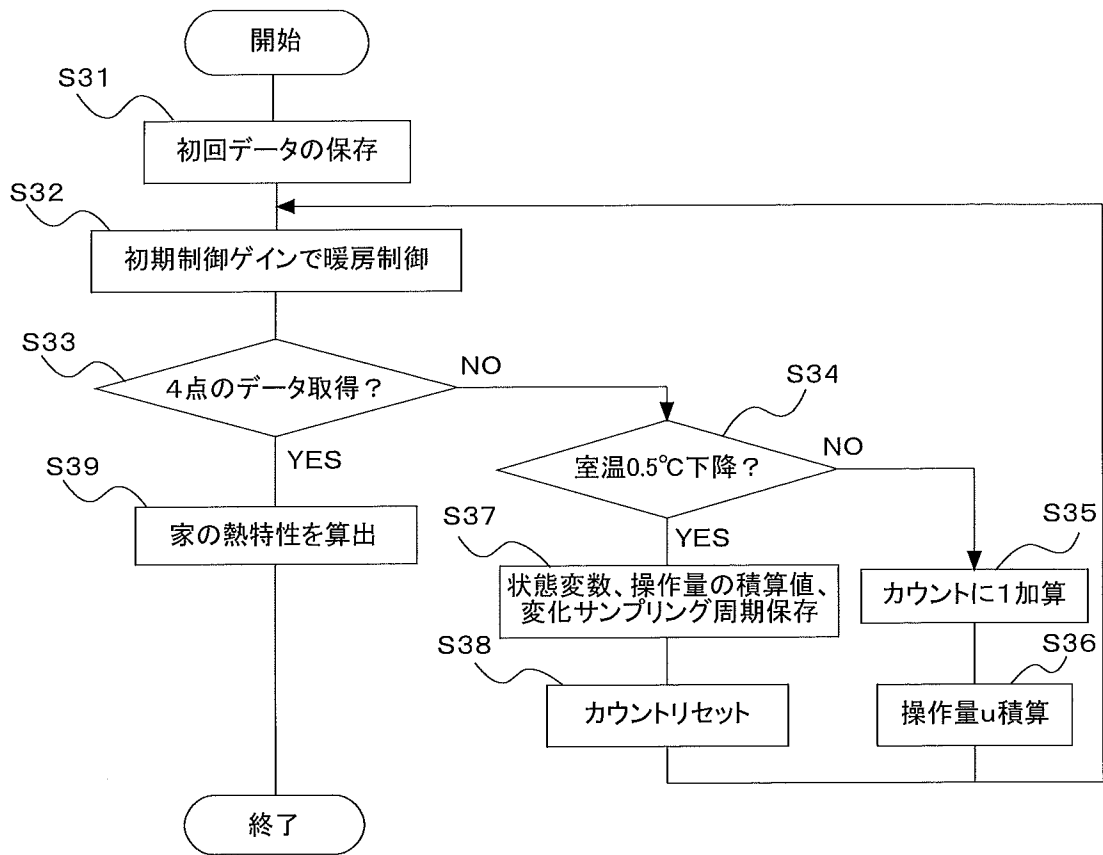 開始
S31
初回データの保存
S32
初期制御ゲインで暖房制御
S33
4点のデータ取得？
NO
S34
室温0.5℃下降？
NO
YES
S39
家の熱特性を算出
S37
YES
状態変数、操作量の積算値、
変化サンプリング周期保存
S35
カウントに1加算
S38
カウントリセット
S36
操作量u積算
終了